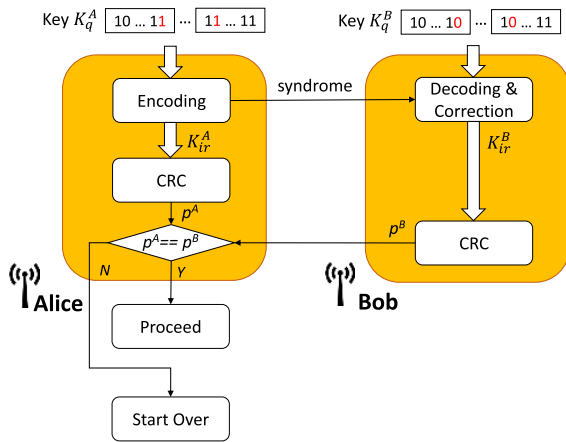 Key K_q^A 10 ... 11 ... 11 ... 11
Key K_q^B 10 ... 10 ... 10 ... 11
Encoding
syndrome
Decoding &
Correction
K_ir^A
K_ir^B
CRC
p^A
p^A== p^B
p^B
CRC
N
Y
Alice
Bob
Proceed
Start Over